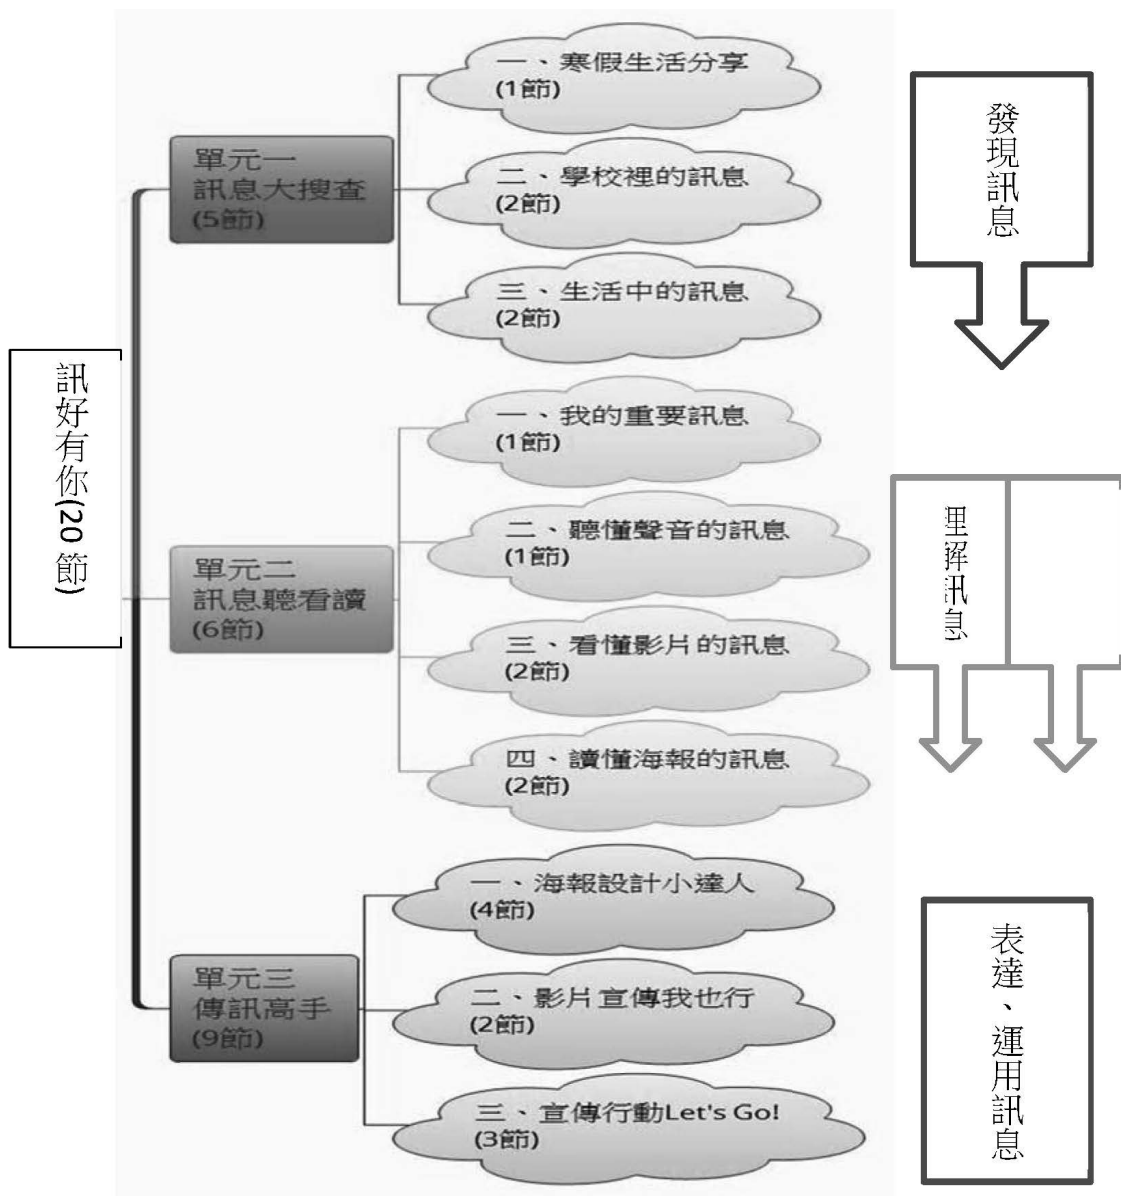 訊好有你(20 節)
單元一
訊息大搜查
(5節)
一、寒假生活分享
(1節)
二、學校裡的訊息
(2節)
三、生活中的訊息
(2節)
單元二
訊息聽看讀
(6節)
一、我的重要訊息
(1節)
二、聽懂聲音的訊息
(1節)
三、看懂影片的訊息
(2節)
四、讀懂海報的訊息
(2節)
單元三
傳訊高手
(9節)
一、海報設計小達人
(4節)
二、影片宣傳我也行
(2節)
三、宣傳行動Let's Go!
(3節)
發現訊息
理解訊息
表達、運用訊息